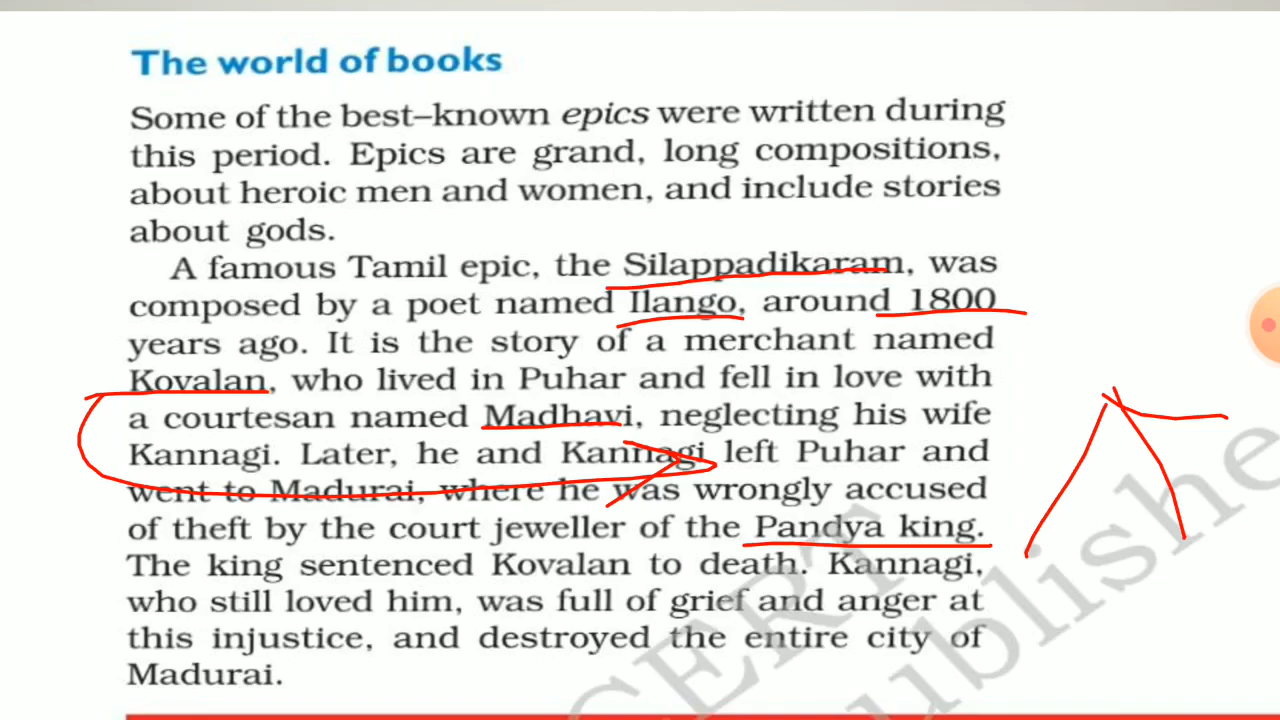 The world of books
Some of the best–known epics were written during
this period. Epics are grand, long compositions,
about heroic men and women, and include stories
about gods.
A famous Tamil epic, the Silappadikaram, was
composed by a poet named Ilango, around 1800
years ago. It is the story of a merchant named
Kovalan, who lived in Puhar and fell in love with
a courtesan named Madhavi, neglecting his wife
Kannagi. Later, he and Kannagi left Puhar and
went to Madurai, where he was wrongly accused
of theft by the court jeweller of the Pandya king.
The king sentenced Kovalan to death. Kannagi,
who still loved him, was full of grief and anger at
this injustice, and destroyed the entire city of
Madurai.